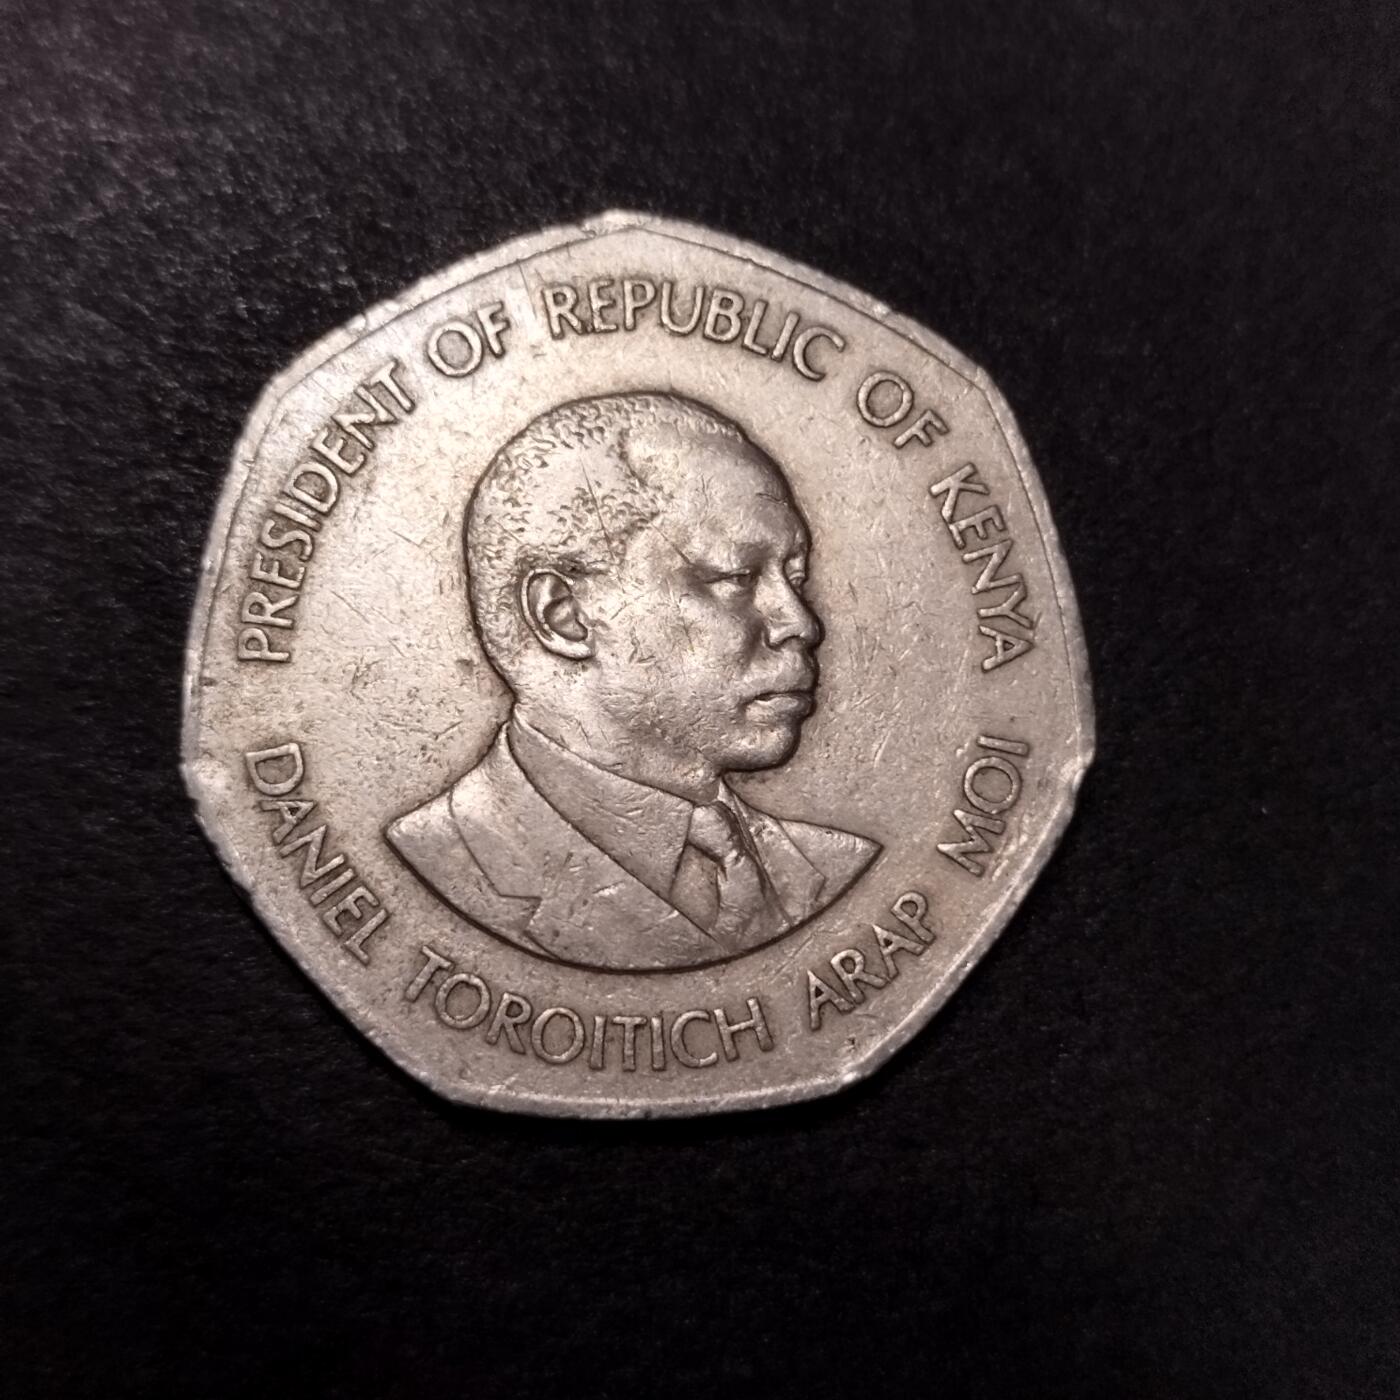 PRESIDENT OF REPUBLIC OF KENYA
DANIEL TOROITICH ARAP MOI